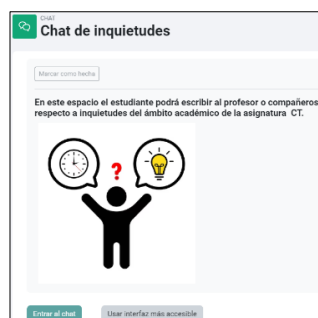 CHAT
Chat de inquietudes
Marcar como hecha
En este espacio el estudiante podrá escribir al profesor o compañeros
respecto a inquietudes del ámbito académico de la asignatura CT.
?
Entrar al chat
Usar interfaz más accesible